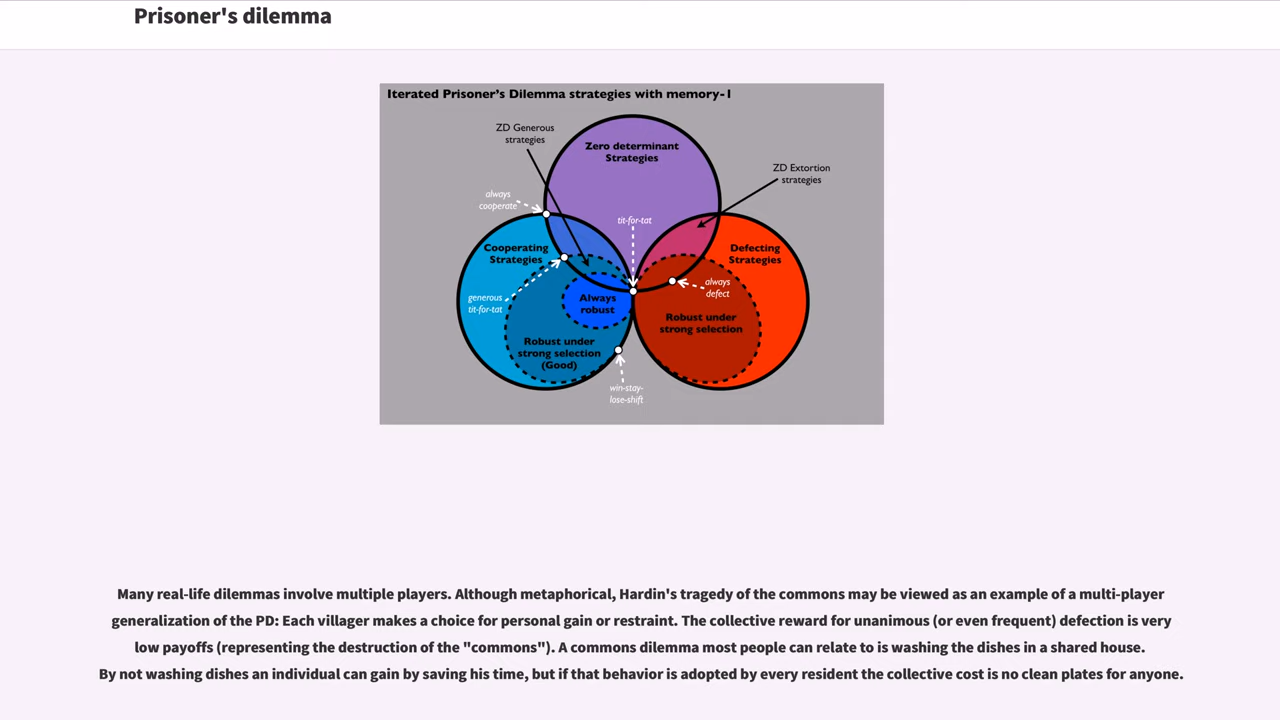 Prisoner's dilemma
Iterated Prisoner's Dilemma strategies with memory-1
ZD Generous
strategies
Zero determinant
Strategies
ZD Extortion
strategies
always
cooperate
tit-for-tat
Cooperating
Strategies
Defecting
Strategies
generous
tit-for-tat
Always
robust
always
defect
Robust under
strong selection
Robust under
strong selection
(Good)
win-stay-
lose-shift
Many real-life dilemmas involve multiple players. Although metaphorical, Hardin's tragedy of the commons may be viewed as an example of a multi-player
generalization of the PD: Each villager makes a choice for personal gain or restraint. The collective reward for unanimous (or even frequent) defection is very
low payoffs (representing the destruction of the "commons"). A commons dilemma most people can relate to is washing the dishes in a shared house.
By not washing dishes an individual can gain by saving his time, but if that behavior is adopted by every resident the collective cost is no clean plates for anyone.